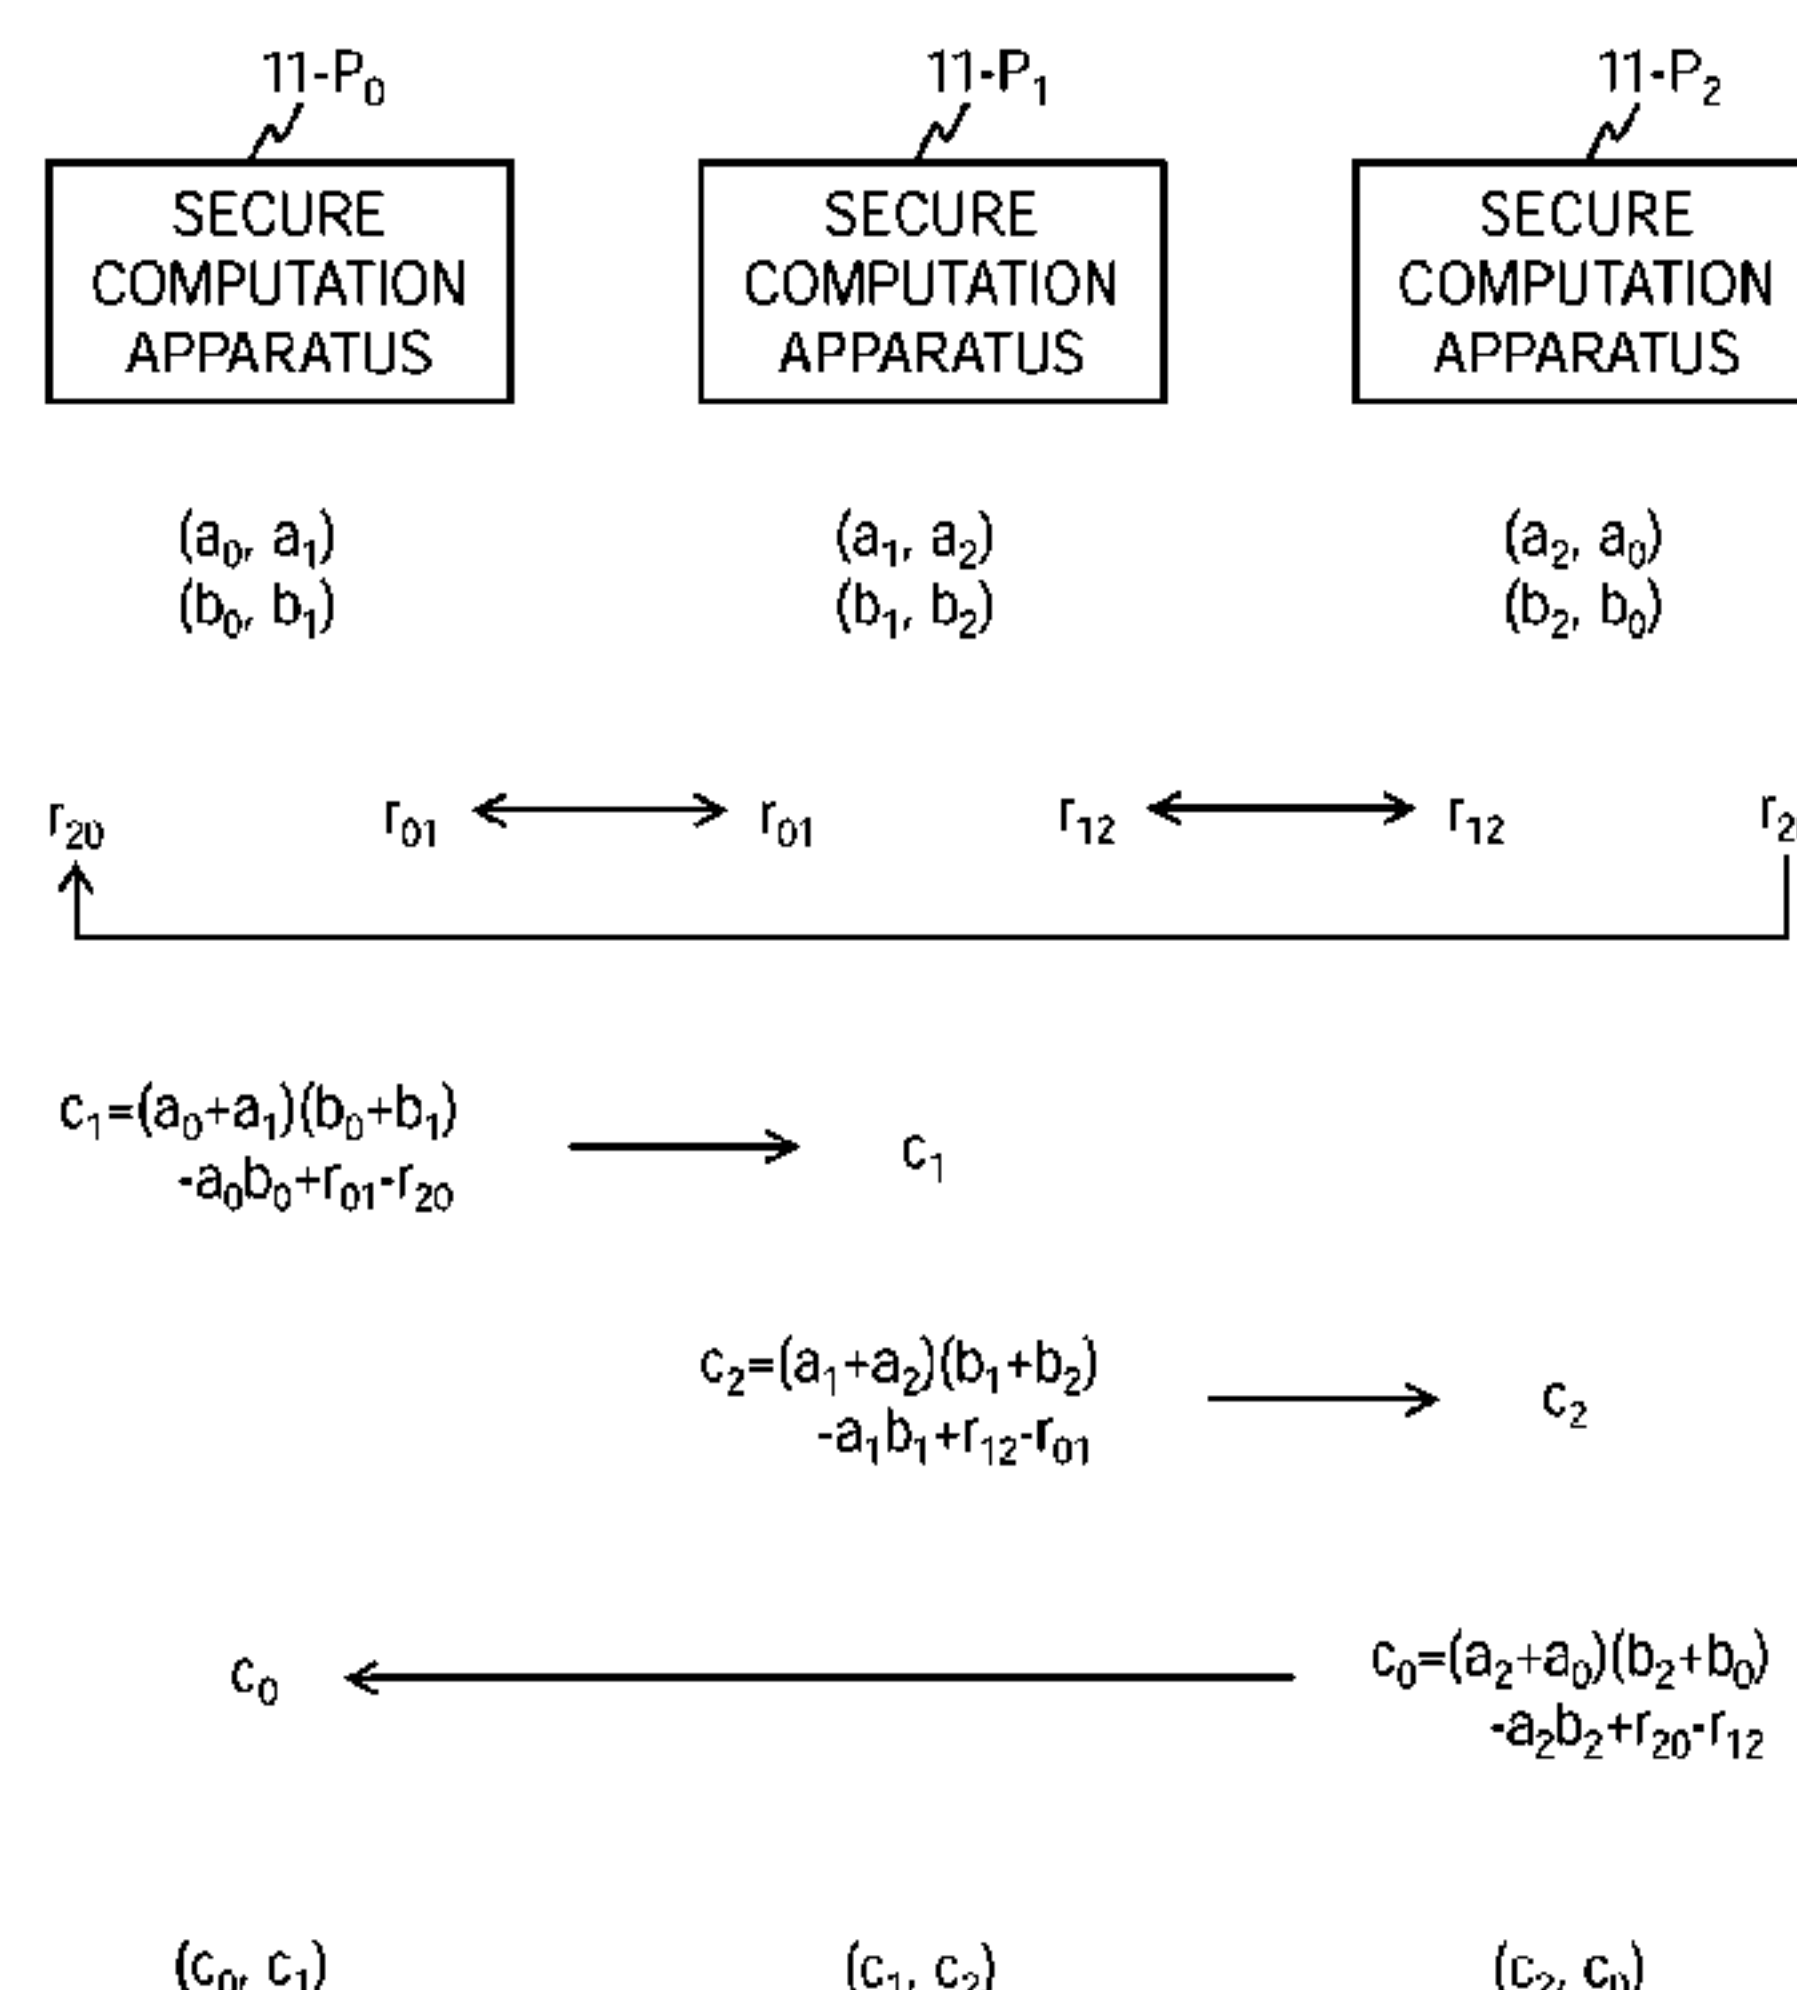 11-P₀ 11-P₁ 11-P₂
SECURE COMPUTATION APPARATUS
SECURE COMPUTATION APPARATUS
SECURE COMPUTATION APPARATUS
(a₀, a₁) (a₁, a₂) (a₂, a₀)
(b₀, b₁) (b₁, b₂) (b₂, b₀)
r₂₀ r₀₁ r₀₁ r₁₂ r₁₂ r₂
c₁=(a₀+a₁)(b₀+b₁)
-a₀b₀+r₀₁-r₂₀
c₁
c₂=(a₁+a₂)(b₁+b₂)
-a₁b₁+r₁₂-r₀₁
c₂
c₀
c₀=(a₂+a₀)(b₂+b₀)
-a₂b₂+r₂₀-r₁₂
(c₀, c₁) (c₁, c₂) (c₂, c₀)